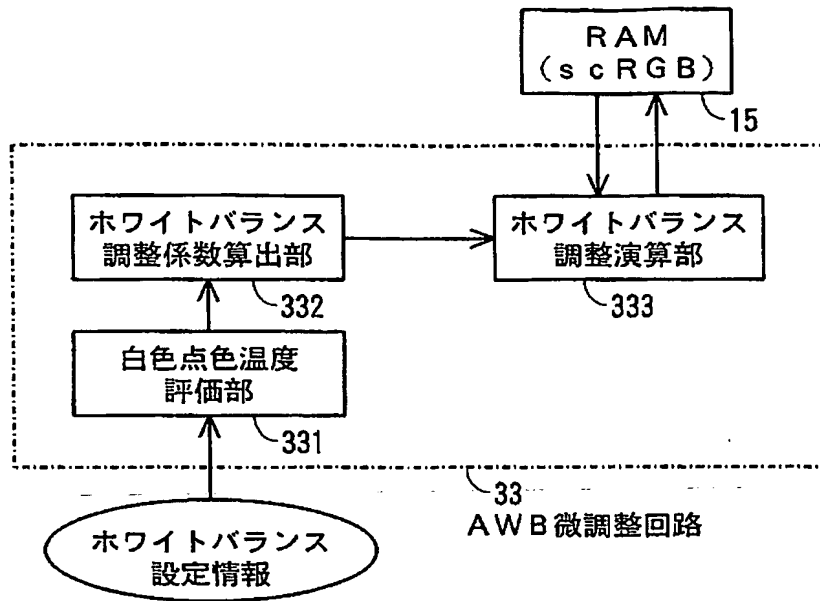 ＲＡＭ
（ｓｃＲＧＢ）
15
ホワイトバランス
調整係数算出部
332
ホワイトバランス
調整演算部
333
白色点色温度
評価部
331
33
ＡＷＢ微調整回路
ホワイトバランス
設定情報